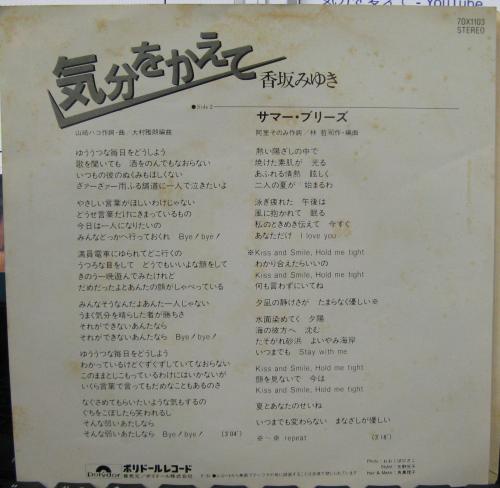 気分をかえて - YouTube
7DX1103
STEREO
気分をかえて
香坂みゆき
●Side 2
山崎ハコ作詞・曲/大村雅朗編曲
ゆううつな毎日をどうしよう
歌を聞いても 酒をのんでもなおらない
いつもの彼のぬくみもほしくない
さァーさァー雨ふる舗道に一人で泣きたいよ
やさしい言葉がほしいわけじゃない
どうせ言葉だけにきまっているもの
今日は一人になりたいの
みんなどっかへ行っておくれ Bye! bye!
満員電車にゆられてどこ行くの
うつろな目をして どうでもいいよな顔をして
きのう一晩遊んでみたけれど
だめだったよとあんたの顔がしゃべっている
みんなそうなんだよあんた一人じゃない
うまく気分を晴らした者が勝ちさ
それができないあんたなら
それができないあんたなら Bye! bye!
ゆううつな毎日をどうしよう
わかっているけどぐずぐずしていてなおらない
このままとじこもっているわけにはいかないが
いくら言葉で言ってもだめなこともあるのさ
なぐさめてもらいたいような気もするの
ぐちをこぼしたら笑われるし
そんな弱いあたしなら
そんな弱いあたしなら Bye! bye! (3'04")
サマー・ブリーズ
阿里そのみ作詞/林 哲司作・編曲
熱い陽ざしの中で
焼けた素肌が 光る
あふれる情熱 眩しく
二人の夏が 始まるわ
泳ぎ疲れた 午後は
風に抱かれて 眠る
私のときめき伝えて 今すぐ
あなただけ I love you
※Kiss and Smile, Hold me tight
わかり合えたらいいの
Kiss and Smile, Hold me tight
何も言わずにいてね
夕凪の静けさが たまらなく優しい※
水面染めてく 夕陽
海の彼方へ 沈む
たそがれ砂浜 よいやみ海岸
いつまでも Stay with me
Kiss and Smile, Hold me tight
顔を見ないで 今は
Kiss and Smile, Hold me tight
夏とあなたのせいね
いつまでも変わらない まなざしが優しい
※〜※ repeat (3'16")
polydor
ポリドールレコード